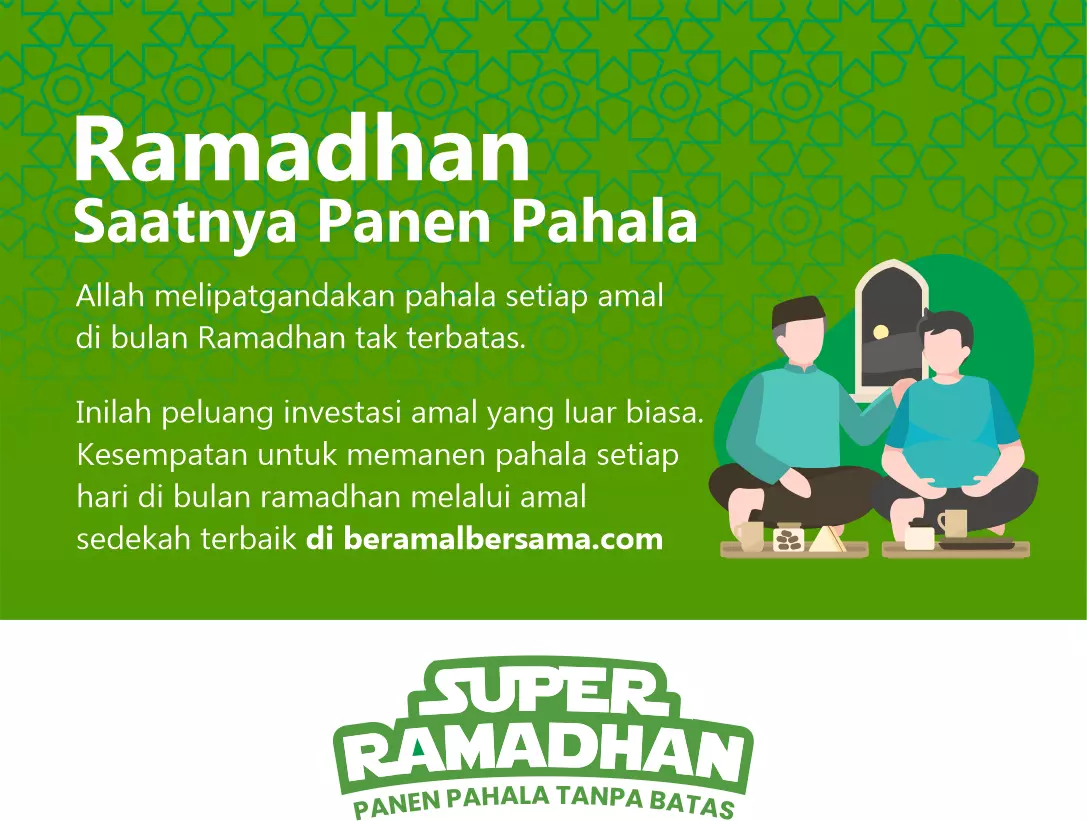 Ramadhan
Saatnya Panen Pahala
Allah melipatgandakan pahala setiap amal
di bulan Ramadhan tak terbatas.
Inilah peluang investasi amal yang luar biasa.
Kesempatan untuk memanen pahala setiap
hari di bulan ramadhan melalui amal
sedekah terbaik di beramalbersama.com
SUPER
RAMADHAN
PANEN PAHALA TANPA BATAS